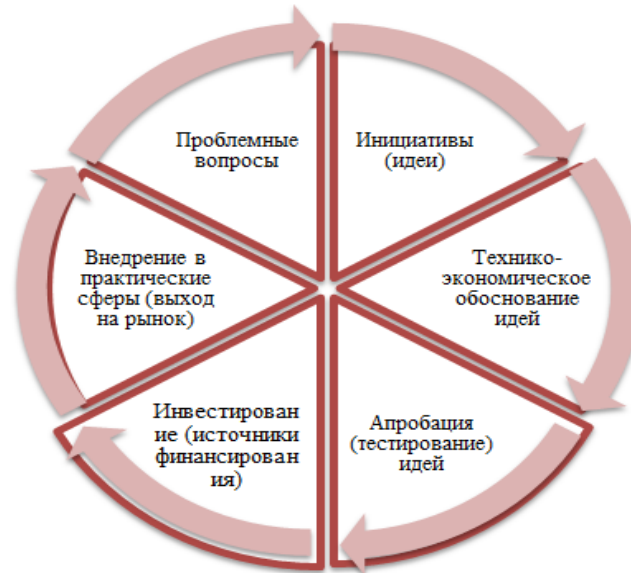 Проблемные
вопросы
Инициативы
(идеи)
Технико-
экономическое
обоснование
идей
Апробация
(тестирование)
идей
Инвестирован
ие (источники
финансирован
ия)
Внедрение в
практические
сферы (выход
на рынок)